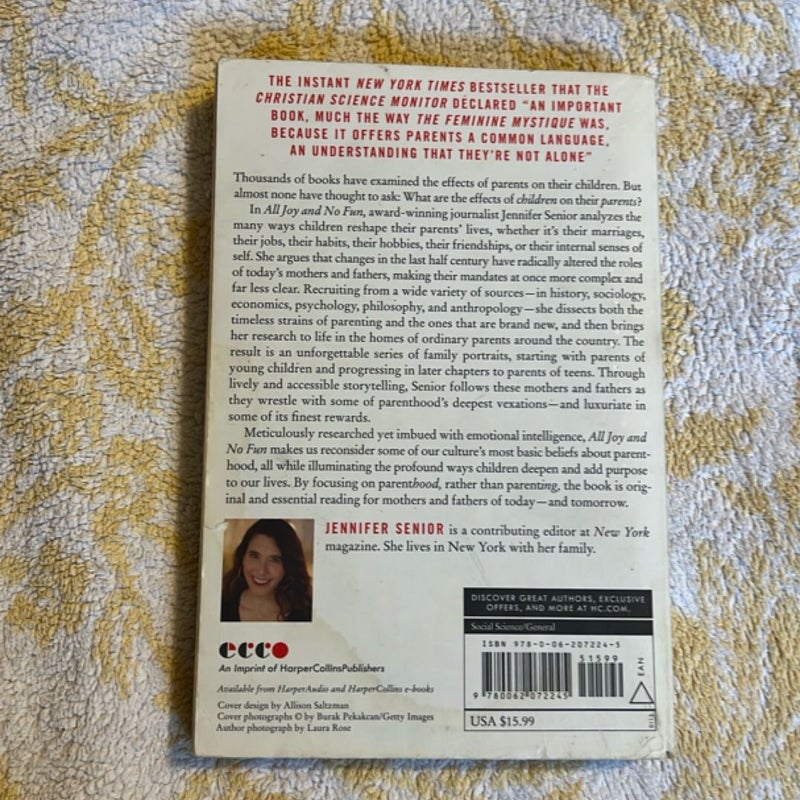 THE INSTANT NEW YORK TIMES BESTSELLER THAT THE
CHRISTIAN SCIENCE MONITOR DECLARED "AN IMPORTANT
BOOK, MUCH THE WAY THE FEMININE MYSTIQUE WAS,
BECAUSE IT OFFERS PARENTS A COMMON LANGUAGE,
AN UNDERSTANDING THAT THEY'RE NOT ALONE"
Thousands of books have examined the effects of parents on their children. But
almost none have thought to ask: What are the effects of children on their parents?
In All Joy and No Fun, award-winning journalist Jennifer Senior analyzes the
many ways children reshape their parents' lives, whether it's their marriages,
their jobs, their habits, their hobbies, their friendships, or their internal senses of
self. She argues that changes in the last half century have radically altered the roles
of today's mothers and fathers, making their mandates at once more complex and
far less clear. Recruiting from a wide variety of sources—in history, sociology,
economics, psychology, philosophy, and anthropology—she dissects both the
timeless strains of parenting and the ones that are brand new, and then brings
her research to life in the homes of ordinary parents around the country. The
result is an unforgettable series of family portraits, starting with parents of
young children and progressing in later chapters to parents of teens. Through
lively and accessible storytelling, Senior follows these mothers and fathers as
they wrestle with some of parenthood's deepest vexations—and luxuriate in
some of its finest rewards.
Meticulously researched yet imbued with emotional intelligence, All Joy and
No Fun makes us reconsider some of our culture's most basic beliefs about parent-
hood, all while illuminating the profound ways children deepen and add purpose
to our lives. By focusing on parenthood, rather than parenting, the book is orig-
inal and essential reading for mothers and fathers of today—and tomorrow.
JENNIFER SENIOR is a contributing editor at New York
magazine. She lives in New York with her family.
DISCOVER GREAT AUTHORS, EXCLUSIVE
OFFERS, AND MORE AT HC.COM.
Social Science/General
ISBN 978-0-06-207224-5
51599
EAN
9 780062 072245
USA $15.99
ecco
An Imprint of HarperCollinsPublishers
Available from HarperAudio and HarperCollins e-books
Cover design by Allison Saltzman
Cover photographs © by Burak Pekakcan/Getty Images
Author photograph by Laura Rose